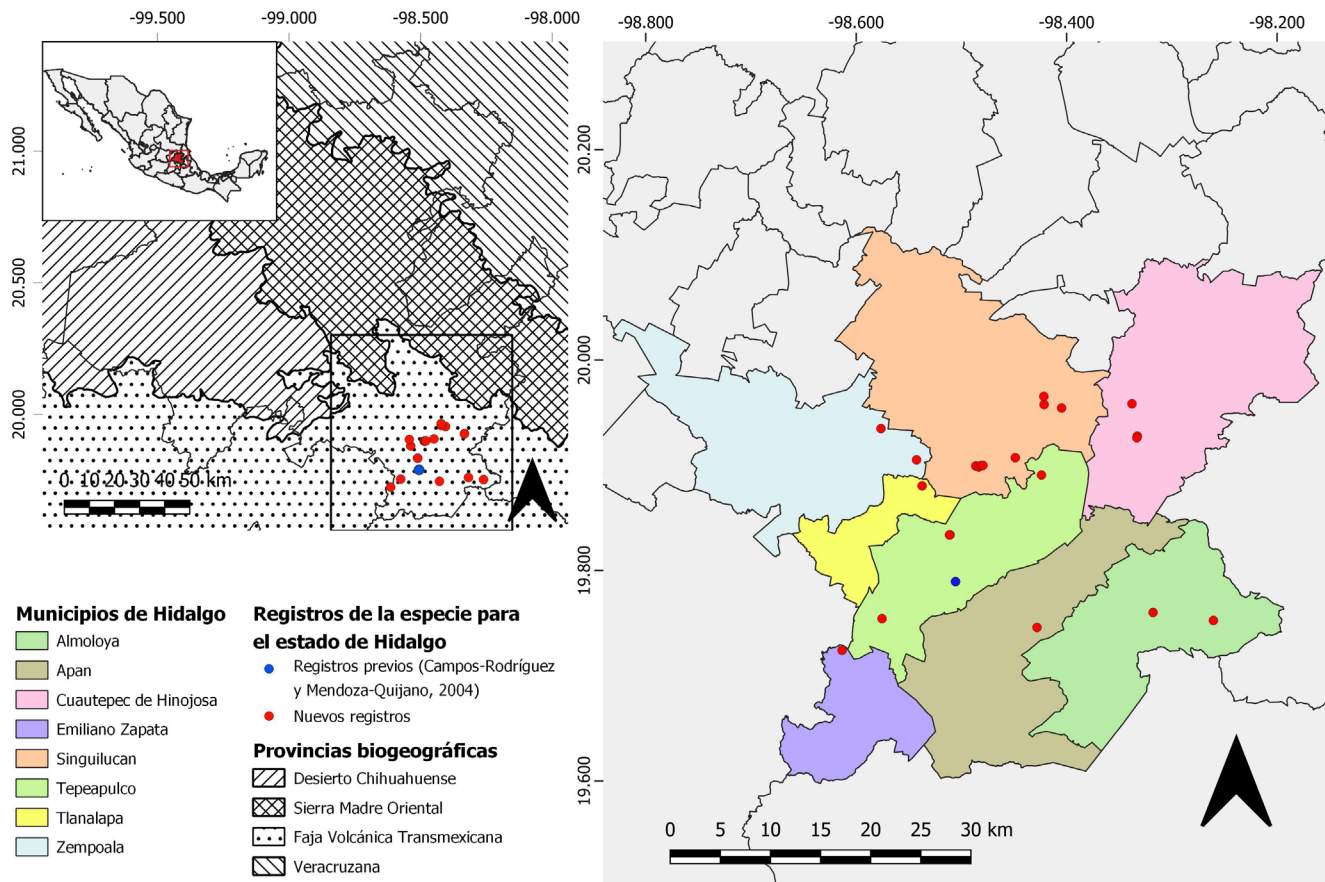 -99.500 -99.000 -98.500 -98.000
21.000
20.500
20.000
0 10 20 30 40 50 km
-98.800 -98.600 -98.400 -98.200
20.200
20.000
19.800
19.600
0 5 10 15 20 25 30 km
Municipios de Hidalgo
Almoloya
Apan
Cuautepec de Hinojosa
Emiliano Zapata
Singuilucan
Tepeapulco
Tlanalapa
Zempoala
Registros de la especie para
el estado de Hidalgo
Registros previos (Campos-Rodríguez
y Mendoza-Quijano, 2004)
Nuevos registros
Provincias biogeográficas
Desierto Chihuahuense
Sierra Madre Oriental
Faja Volcánica Transmexicana
Veracruzana